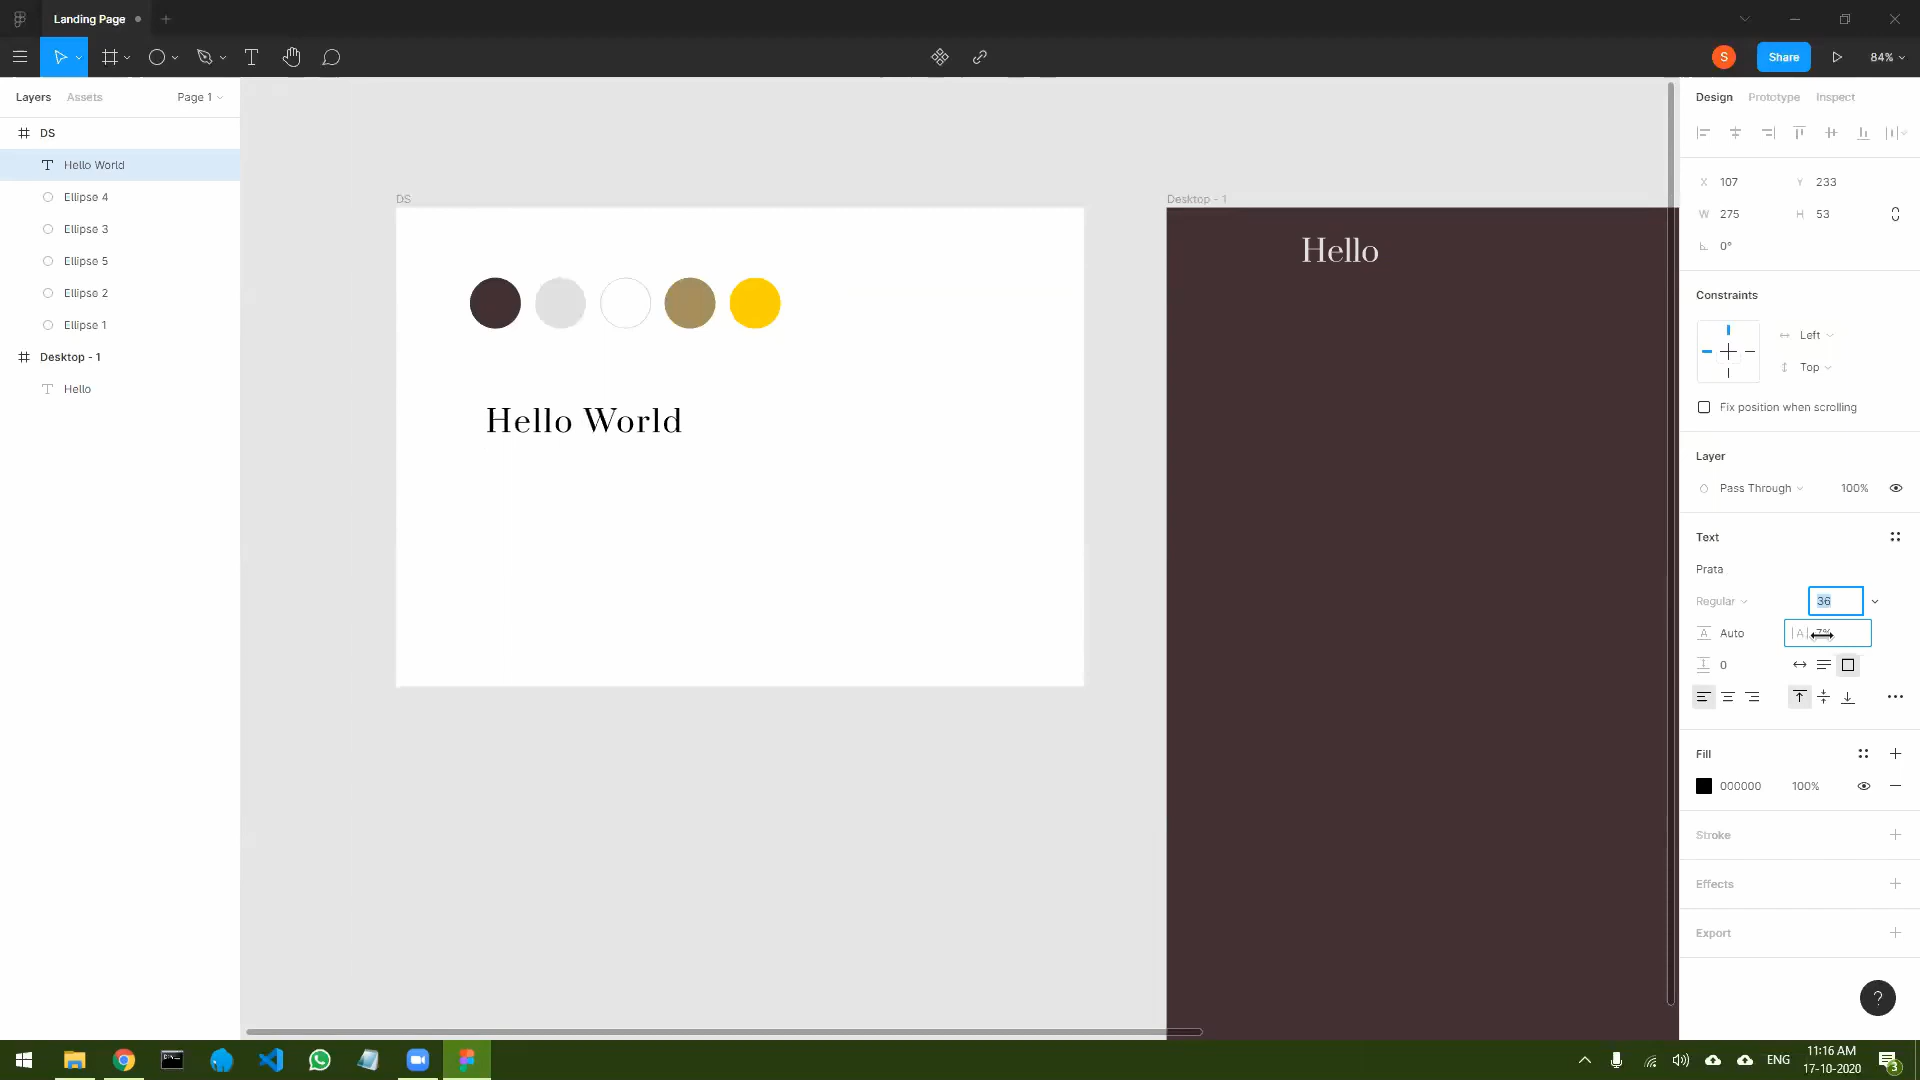 Landing Page
S
Share
84%
Layers
Assets
Page 1
Design
Prototype
Inspect
DS
Hello World
Ellipse 4
Ellipse 3
Ellipse 5
Ellipse 2
Ellipse 1
Desktop - 1
Hello
DS
Hello World
Desktop - 1
Hello
X 107
Y 233
W 275
H 53
0°
Constraints
Left
Top
Fix position when scrolling
Layer
Pass Through
100%
Text
Prata
Regular
36
Auto
7%
0
Fill
000000
100%
Stroke
Effects
Export
?
ENG
11:16 AM
17-10-2020
3